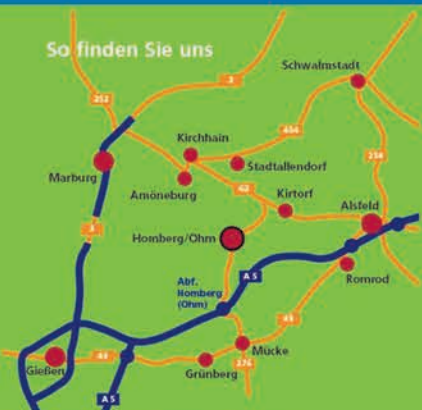 So finden Sie uns
3
Schwalmstadt
252
Kirchhain
454
254
Stadtallendorf
Marburg
Amöneburg
62
Kirtorf
Alsfeld
3
Homberg/Ohm
Abf.
Homberg
(Ohm)
A 5
Romrod
49
Mücke
Gießen
49
Grünberg
276
A 5